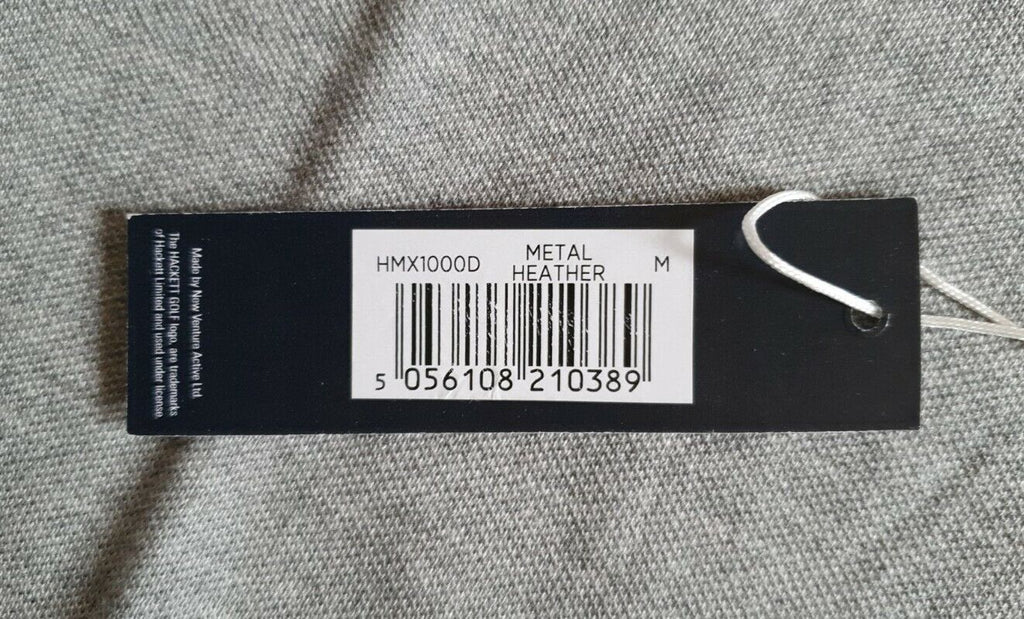 HMX1000D METAL HEATHER M
5 056108 210389
Made by New Venture Active Ltd.
The HACKETT GOLF logo, are trademarks
of Hackett Limited and used under license.